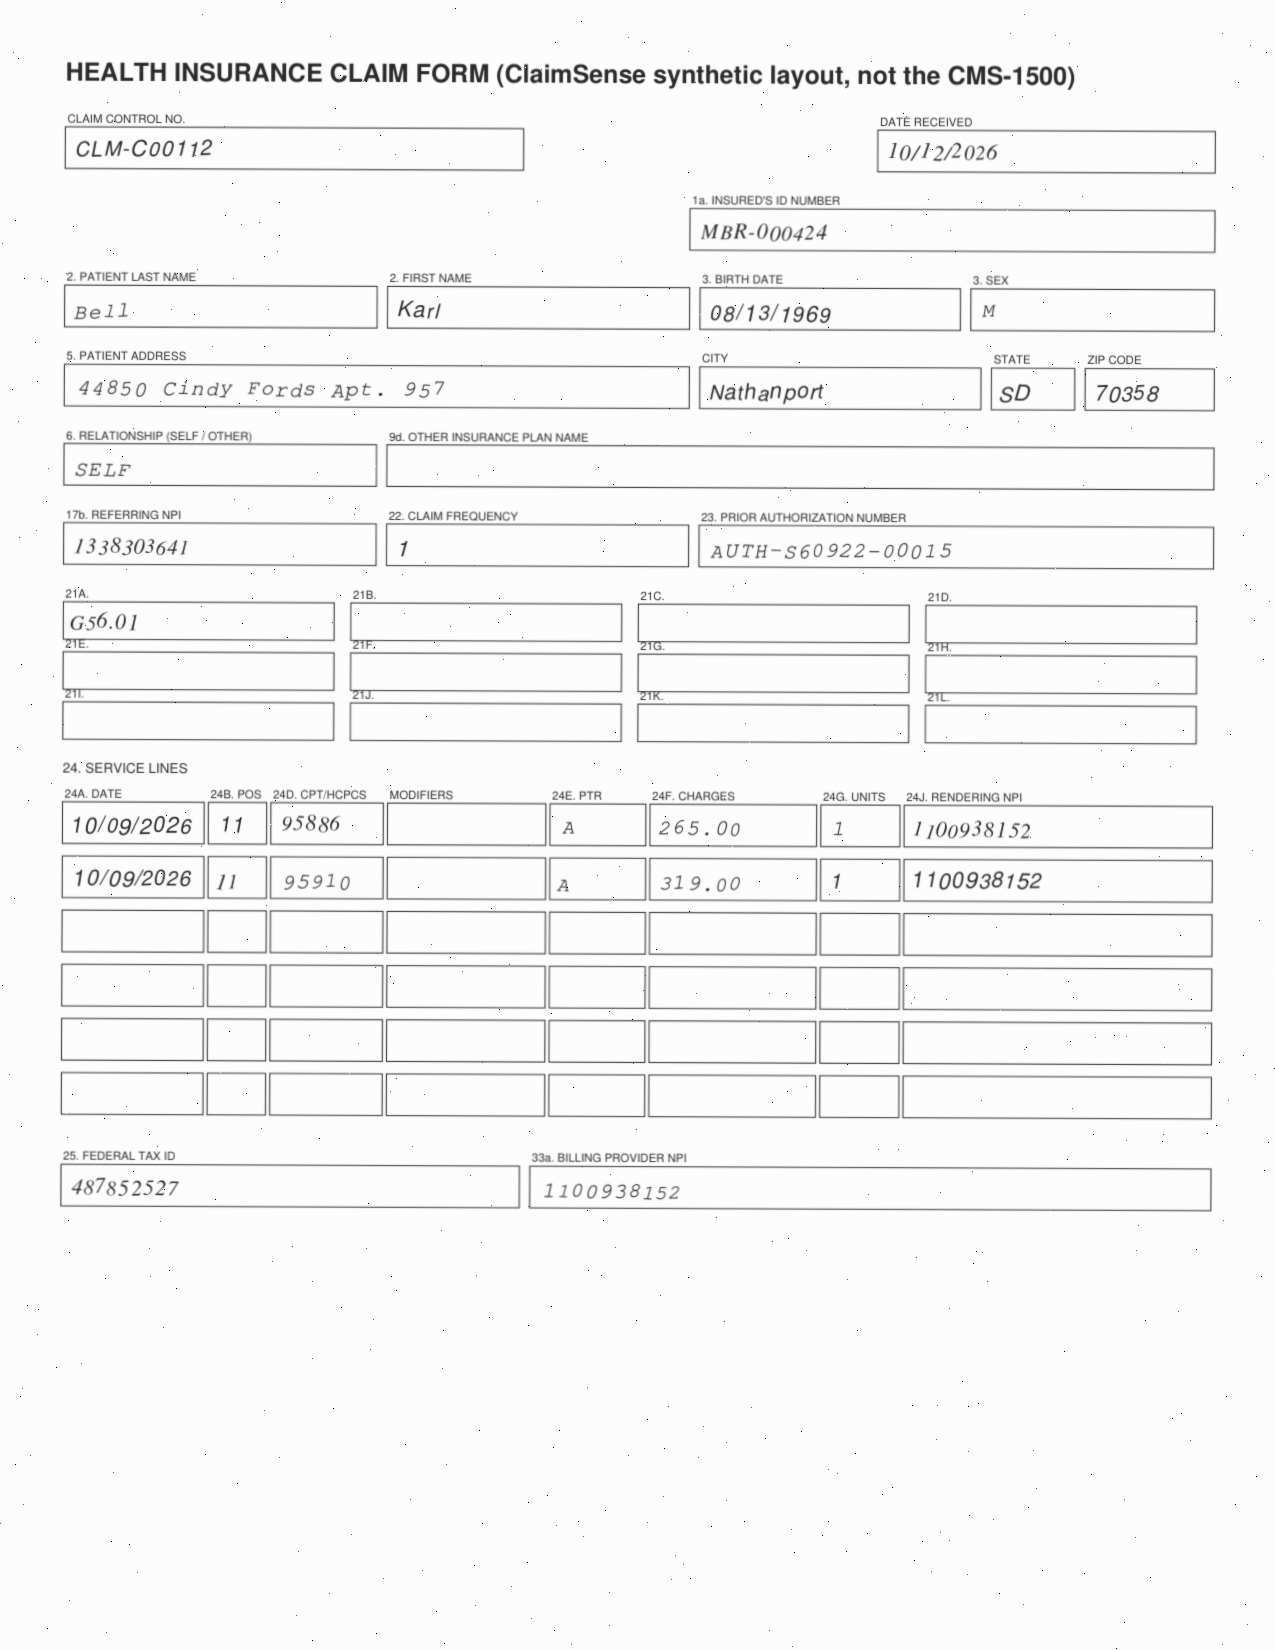 HEALTH INSURANCE CLAIM FORM (ClaimSense synthetic layout, not the CMS-1500)
CLAIM CONTROL NO. DATE RECEIVED
CLM-C00112 10/12/2026
1a. INSURED'S ID NUMBER
MBR-000424
2. PATIENT LAST NAME 2. FIRST NAME 3. BIRTH DATE 3. SEX
Bell Karl 08/13/1969 M
5. PATIENT ADDRESS CITY STATE ZIP CODE
44850 Cindy Fords Apt. 957 Nathanport SD 70358
6. RELATIONSHIP (SELF / OTHER) 9d. OTHER INSURANCE PLAN NAME
SELF
17b. REFERRING NPI 22. CLAIM FREQUENCY 23. PRIOR AUTHORIZATION NUMBER
1338303641 1 AUTH-S60922-00015
21A. 21B. 21C. 21D.
G56.01
21E. 21F. 21G. 21H.
21I. 21J. 21K. 21L.
24. SERVICE LINES
24A. DATE 24B. POS 24D. CPT/HCPCS MODIFIERS 24E. PTR 24F. CHARGES 24G. UNITS 24J. RENDERING NPI
10/09/2026 11 95886 A 265.00 1 1100938152
10/09/2026 11 95910 A 319.00 1 1100938152
25. FEDERAL TAX ID 33a. BILLING PROVIDER NPI
487852527 1100938152